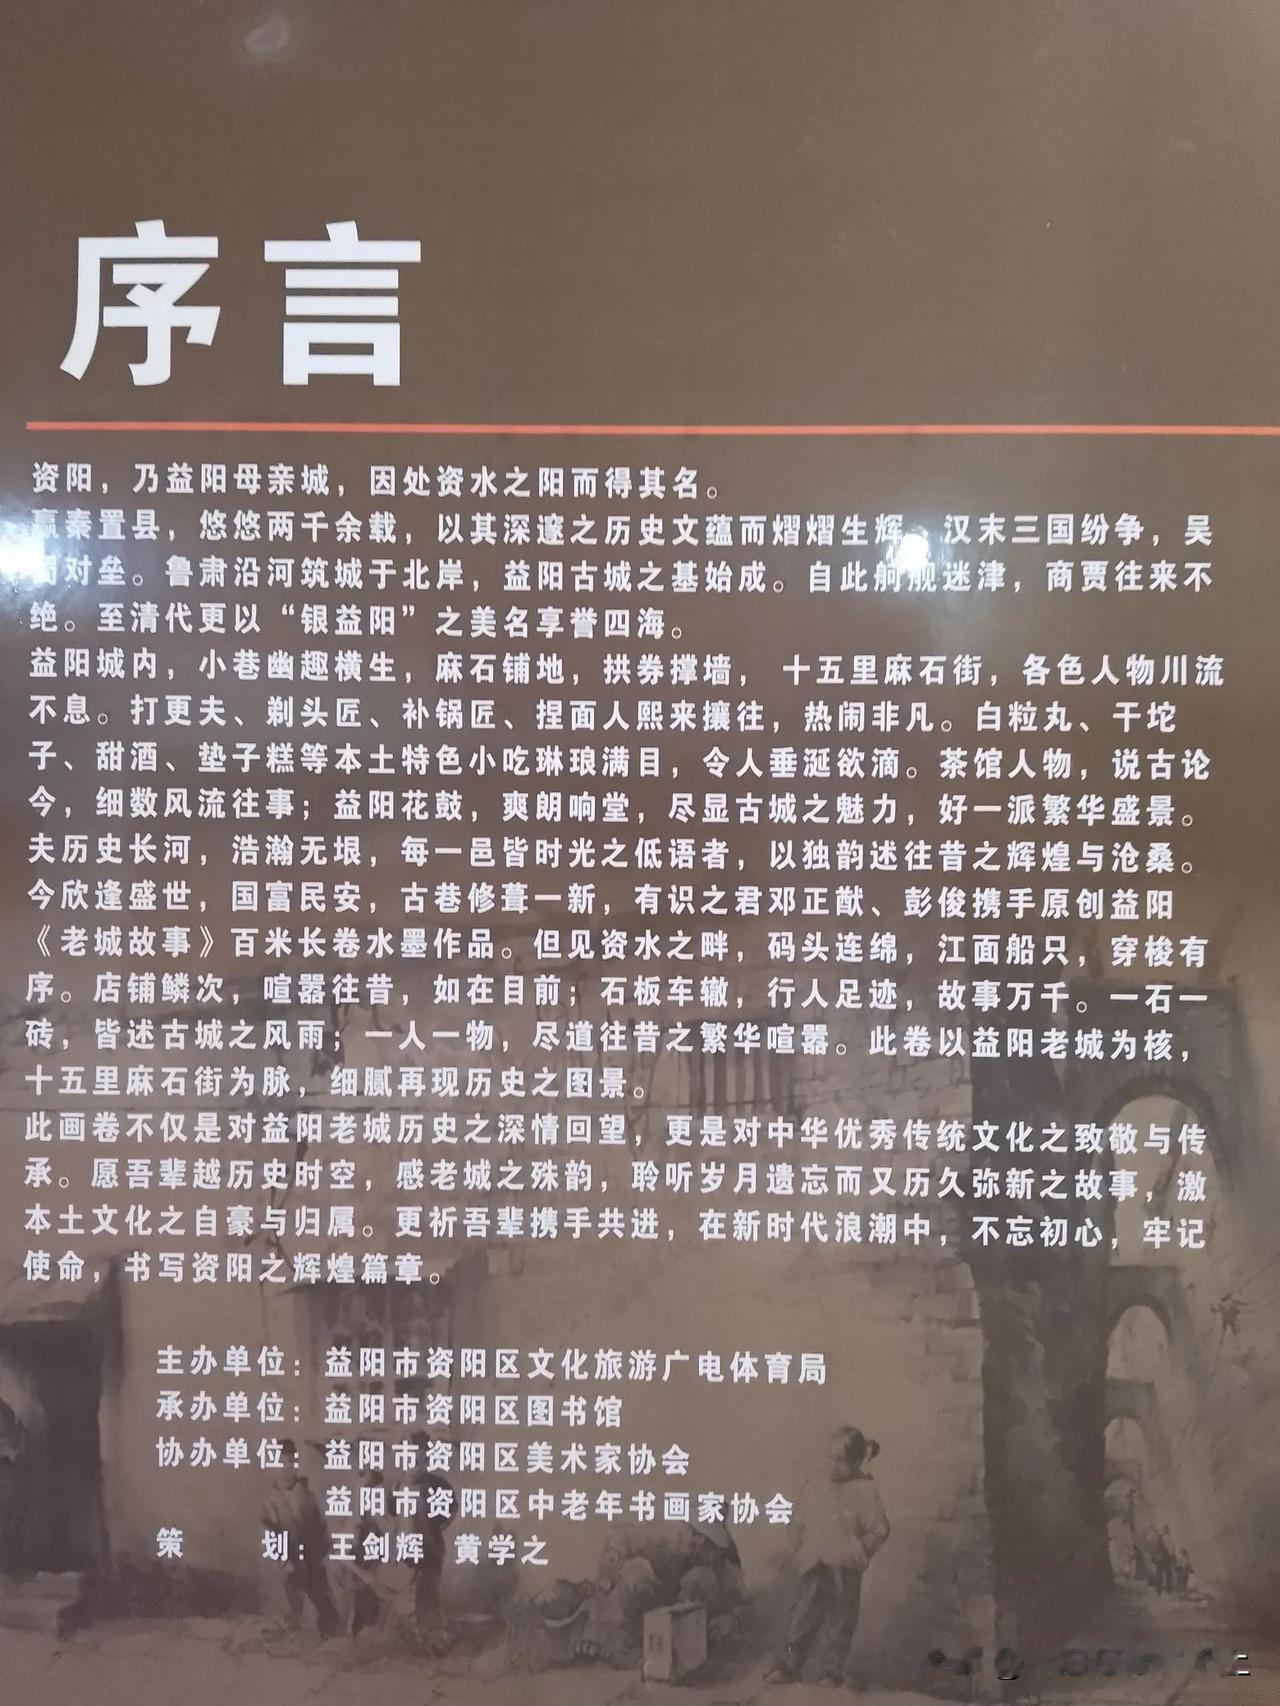 序言
资阳，乃益阳母亲城，因处资水之阳而得其名。
嬴秦置县，悠悠两千余载，以其深邃之历史文蕴而熠熠生辉。汉末三国纷争，吴
对垒。鲁肃沿河筑城于北岸，益阳古城之基始成。自此舸舰迷津，商贾往来不
绝。至清代更以“银益阳”之美名享誉四海。
益阳城内，小巷幽趣横生，麻石铺地，拱券撑墙， 十五里麻石街，各色人物川流
不息。打更夫、剃头匠、补锅匠、捏面人熙来攘往，热闹非凡。白粒丸、干坨
子、甜酒、垫子糕等本土特色小吃琳琅满目，令人垂涎欲滴。茶馆人物，说古论
今，细数风流往事；益阳花鼓，爽朗响堂，尽显古城之魅力，好一派繁华盛景。
夫历史长河，浩瀚无垠，每一邑皆时光之低语者，以独韵述往昔之辉煌与沧桑。
今欣逢盛世，国富民安，古巷修葺一新，有识之君邓正猷、彭俊携手原创益阳
《老城故事》百米长卷水墨作品。但见资水之畔，码头连绵，江面船只，穿梭有
序。店铺鳞次，喧嚣往昔，如在目前；石板车辙，行人足迹，故事万千。一石一
砖，皆述古城之风雨；一人一物，尽道往昔之繁华喧嚣。此卷以益阳老城为核，
十五里麻石街为脉，细腻再现历史之图景。
此画卷不仅是对益阳老城历史之深情回望，更是对中华优秀传统文化之致敬与传
承。愿吾辈越历史时空，感老城之殊韵，聆听岁月遗忘而又历久弥新之故事，激
本土文化之自豪与归属。更祈吾辈携手共进，在新时代浪潮中，不忘初心，牢记
使命，书写资阳之辉煌篇章。
主办单位：益阳市资阳区文化旅游广电体育局
承办单位：益阳市资阳区图书馆
协办单位：益阳市资阳区美术家协会
益阳市资阳区中老年书画家协会
策 划：王剑辉 黄学之